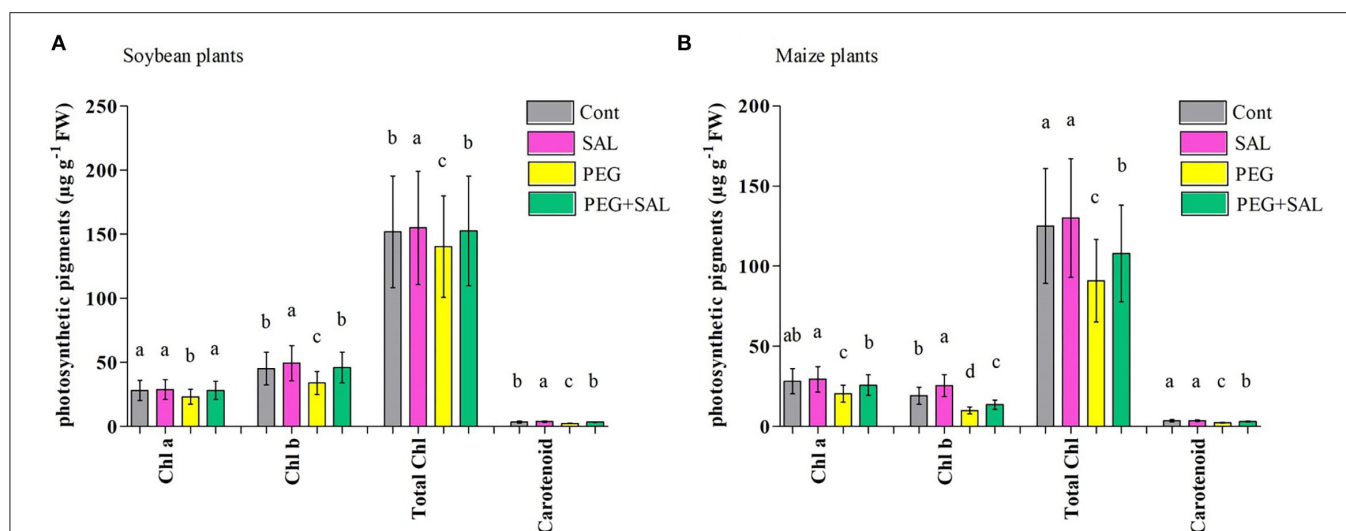 A
Soybean plants
photosynthetic pigments (µg g⁻¹ FW)
250
200
150
100
50
0
Cont
SAL
PEG
PEG+SAL
b a c b
b a c b
a a b a
b a c b
Chl a
Chl b
Total Chl
Carotenoid
B
Maize plants
photosynthetic pigments (µg g⁻¹ FW)
200
150
100
50
0
Cont
SAL
PEG
PEG+SAL
a a c b
ab a c b
b a d c
a a c b
Chl a
Chl b
Total Chl
Carotenoid